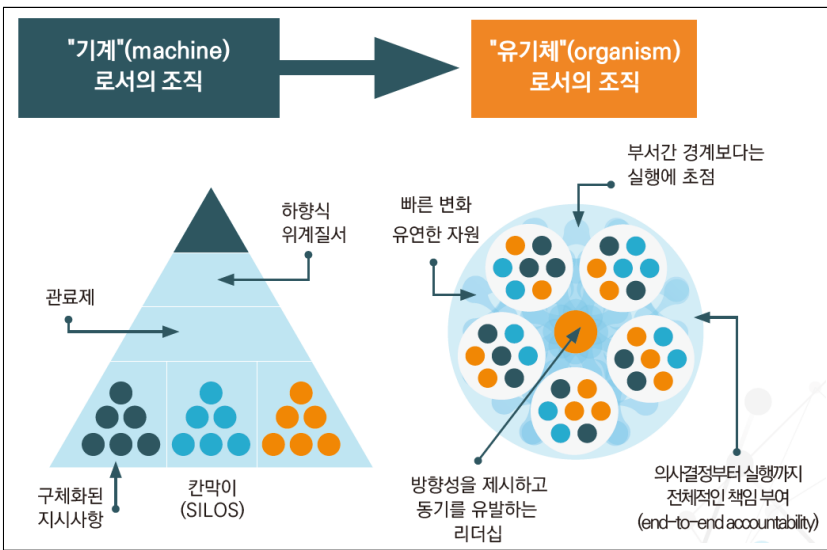 "기계"(machine)
로서의 조직
"유기체"(organism)
로서의 조직
하향식
위계질서
관료제
구체화된
지시사항
칸막이
(SILOS)
부서간 경계보다는
실행에 초점
빠른 변화
유연한 자원
방향성을 제시하고
동기를 유발하는
리더십
의사결정부터 실행까지
전체적인 책임 부여
(end-to-end accountability)